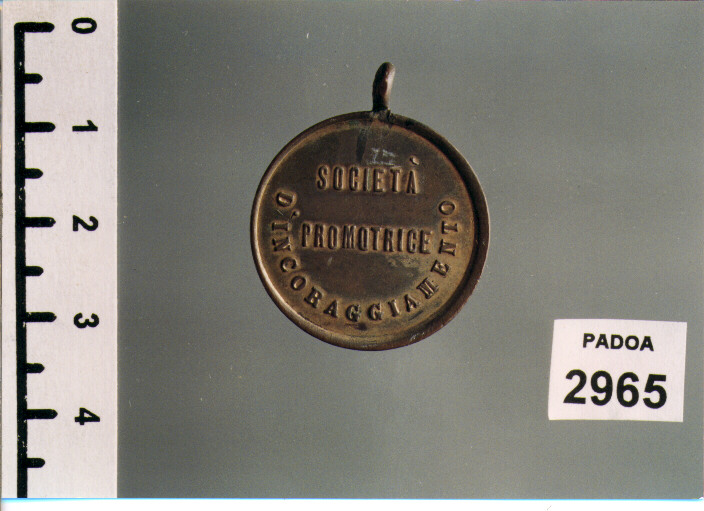 0
1
2
3
4
SOCIETÀ
PROMOTRICE
D'INCORAGGIAMENTO
PADOA
2965